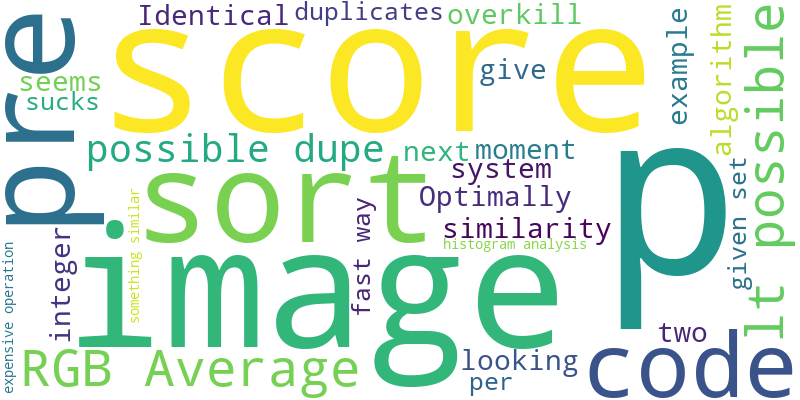 Identical
duplicates
overkill
pre
seems
sucks
score
give
example
algorithm
lt possible
possible dupe
next
moment
system
sort
Optimally
similarity
histogram analysis
p
given set
fast way
something similar
integer
expensive operation
image
RGB Average
looking
per
two
code